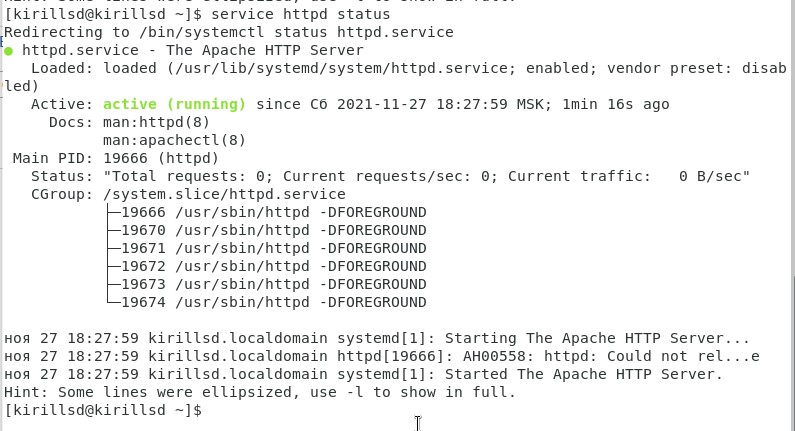 [kirillsd@kirillsd ~]$ service httpd status
Redirecting to /bin/systemctl status httpd.service
● httpd.service - The Apache HTTP Server
   Loaded: loaded (/usr/lib/systemd/system/httpd.service; enabled; vendor preset: disab
led)
   Active: active (running) since Сб 2021-11-27 18:27:59 MSK; 1min 16s ago
     Docs: man:httpd(8)
           man:apachectl(8)
 Main PID: 19666 (httpd)
   Status: "Total requests: 0; Current requests/sec: 0; Current traffic:   0 B/sec"
   CGroup: /system.slice/httpd.service
           ├─19666 /usr/sbin/httpd -DFOREGROUND
           ├─19670 /usr/sbin/httpd -DFOREGROUND
           ├─19671 /usr/sbin/httpd -DFOREGROUND
           ├─19672 /usr/sbin/httpd -DFOREGROUND
           ├─19673 /usr/sbin/httpd -DFOREGROUND
           └─19674 /usr/sbin/httpd -DFOREGROUND

ноя 27 18:27:59 kirillsd.localdomain systemd[1]: Starting The Apache HTTP Server...
ноя 27 18:27:59 kirillsd.localdomain httpd[19666]: AH00558: httpd: Could not rel...e
ноя 27 18:27:59 kirillsd.localdomain systemd[1]: Started The Apache HTTP Server.
Hint: Some lines were ellipsized, use -l to show in full.
[kirillsd@kirillsd ~]$